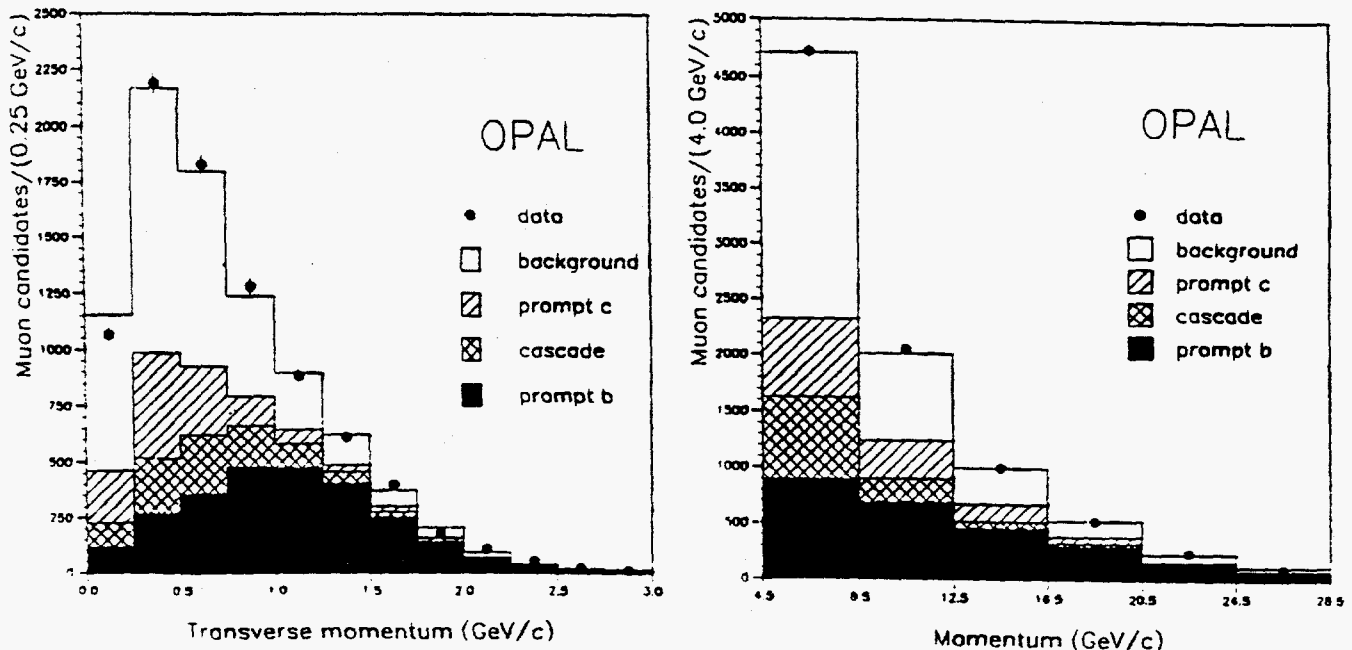 Muon candidates/(0.25 GeV/c)
2500
2250
2000
1750
1500
1250
1000
750
500
250
0
OPAL
data
background
prompt c
cascade
prompt b
0.0 0.5 1.0 1.5 2.0 2.5 3.0
Transverse momentum (GeV/c)
Muon candidates/(4.0 GeV/c)
5000
4500
4000
3500
3000
2500
2000
1500
1000
500
0
OPAL
data
background
prompt c
cascade
prompt b
4.5 8.5 12.5 16.5 20.5 24.5 28.5
Momentum (GeV/c)